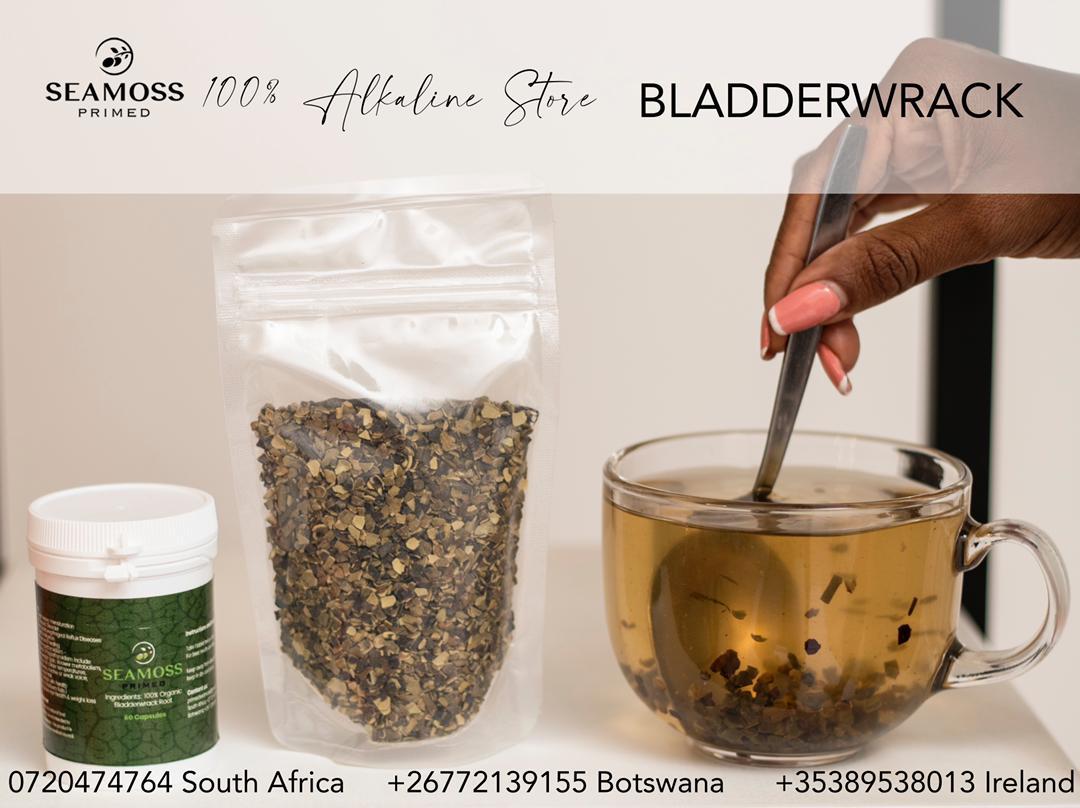 SEAMOSS
PRIMED
100% Alkaline Store
BLADDERWRACK
SEAMOSS
PRIMED
Ingredients: 100% Organic
Bladderwrack Root
60 Capsules
0720474764 South Africa
+26772139155 Botswana
+35389538013 Ireland